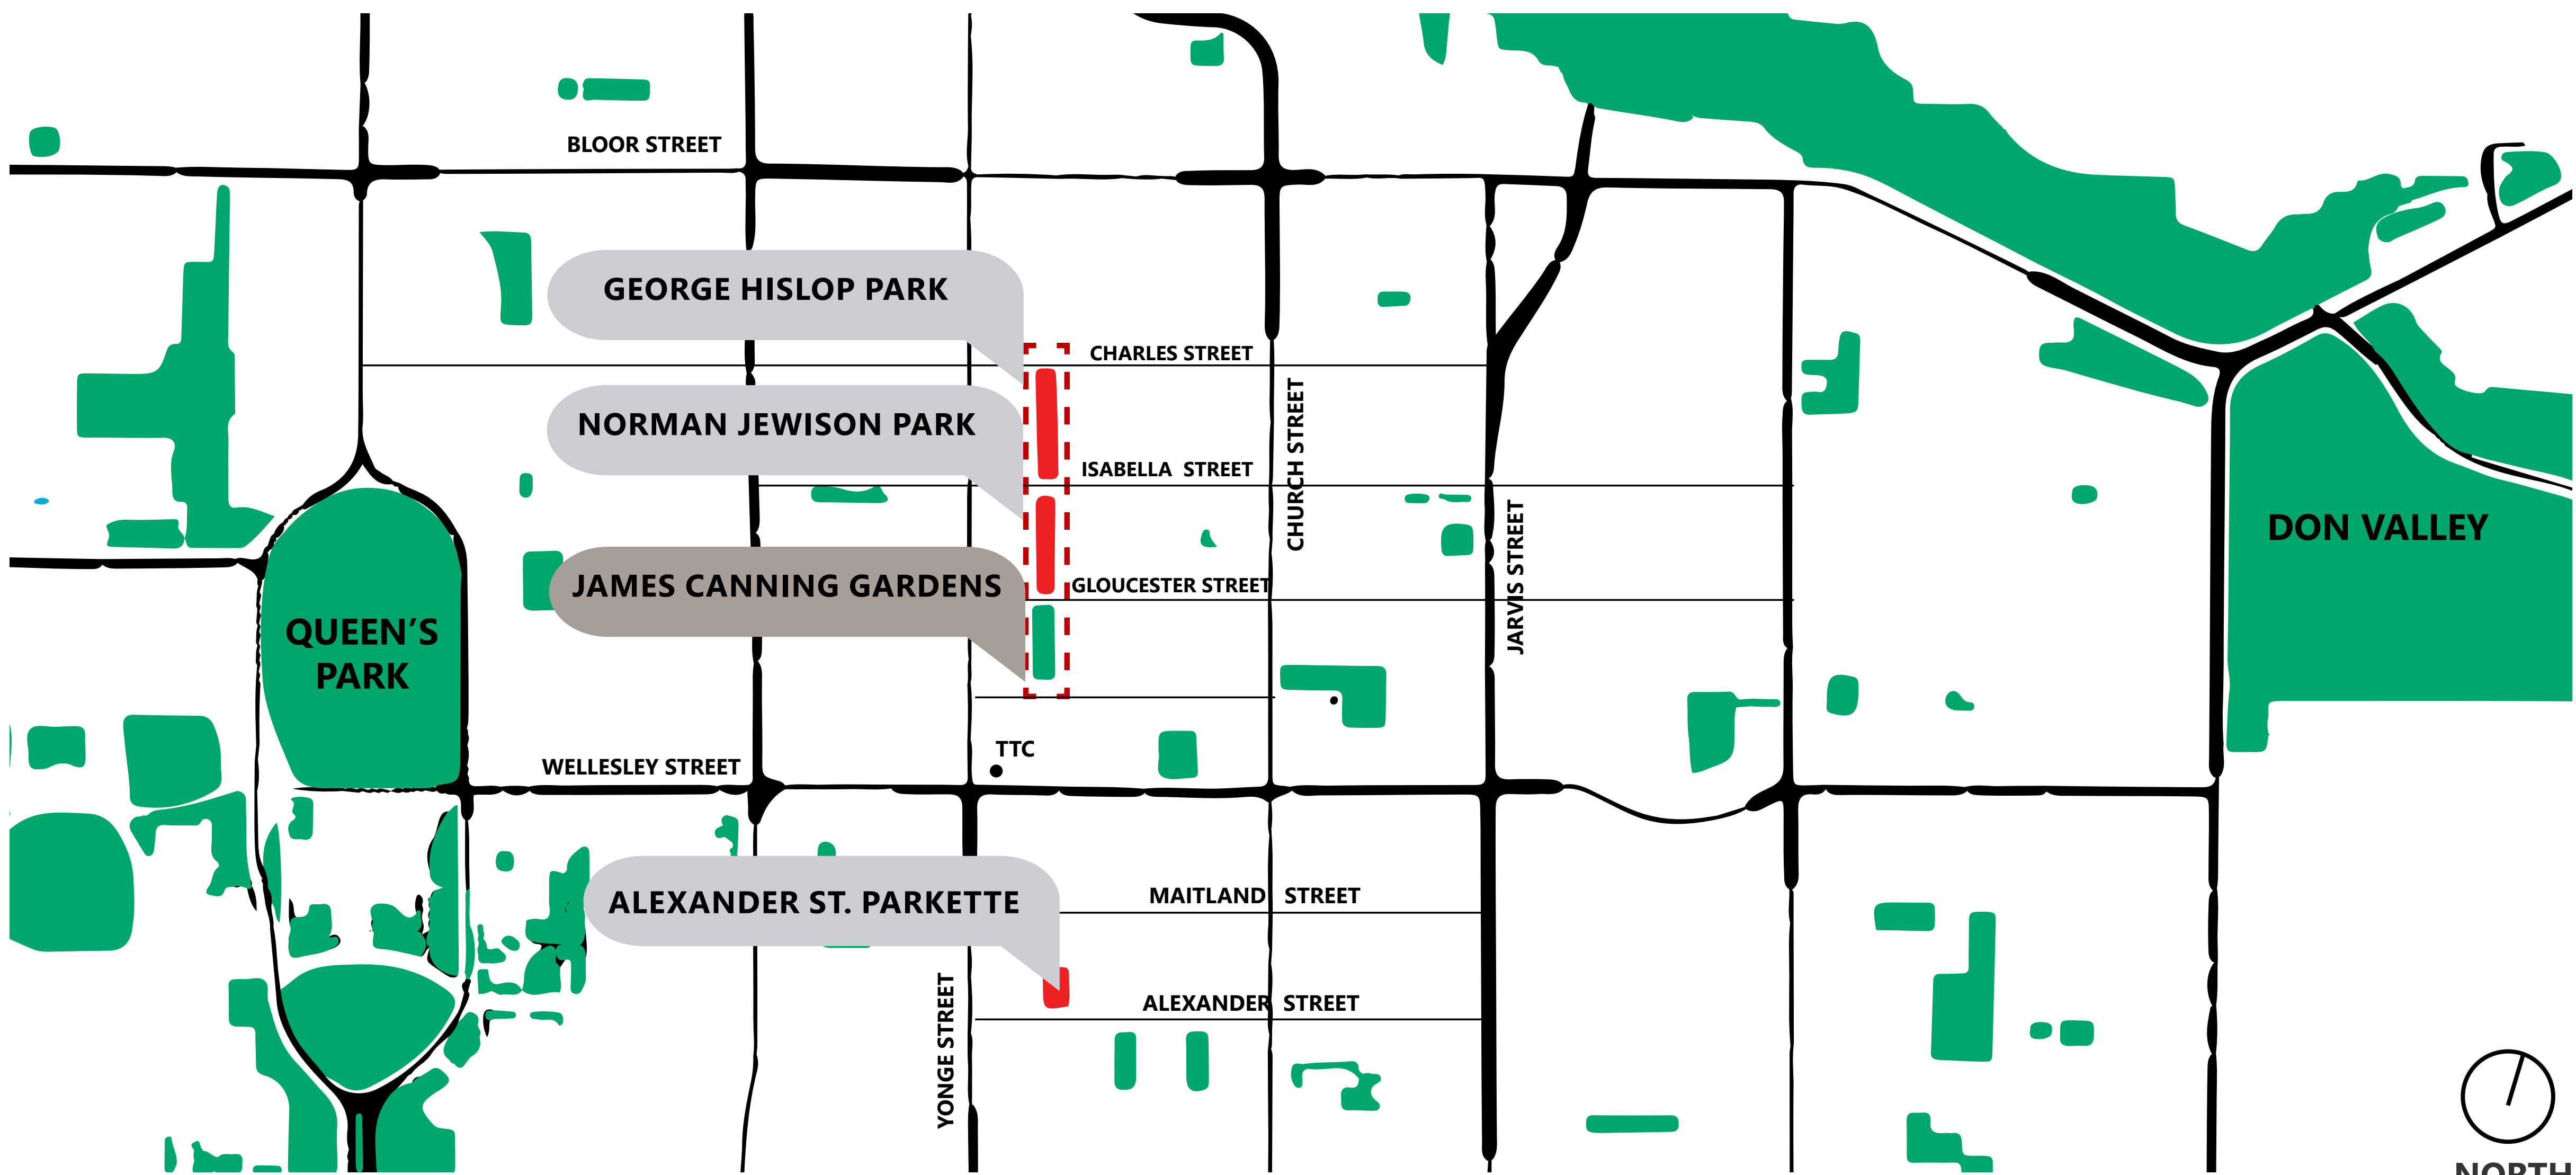 BLOOR STREET
GEORGE HISLOP PARK
CHARLES STREET
NORMAN JEWISON PARK
ISABELLA STREET
CHURCH STREET
JARVIS STREET
DON VALLEY
JAMES CANNING GARDENS
GLOUCESTER STREET
QUEEN’S
PARK
TTC
WELLESLEY STREET
ALEXANDER ST. PARKETTE
MAITLAND STREET
YONGE STREET
ALEXANDER STREET
NORTH